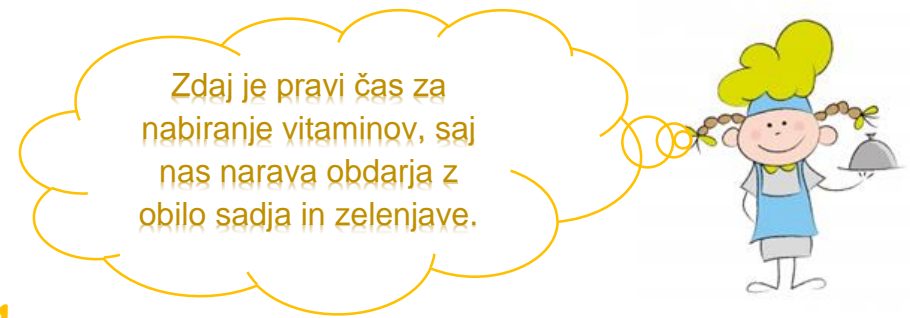 Zdaj je pravi čas za
nabiranje vitaminov, saj
nas narava obdarja z
obilo sadja in zelenjave.